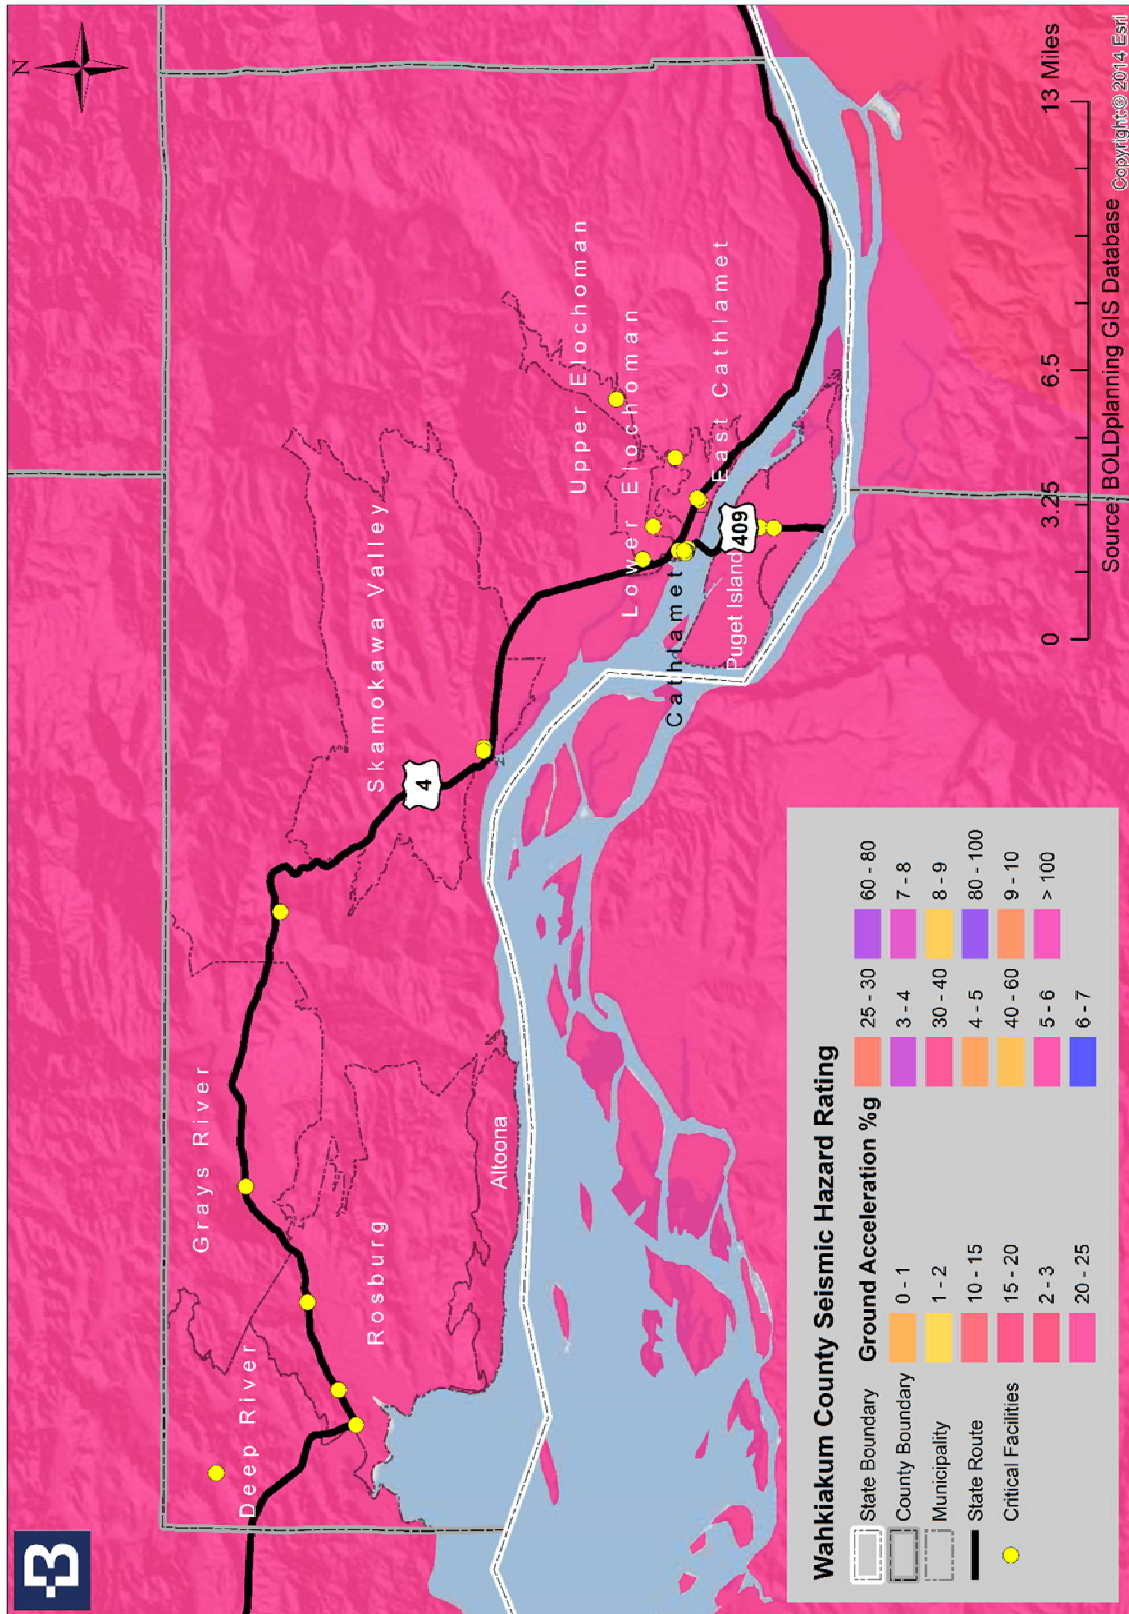 N
Grays River
Deep River
Rosburg
Altoona
Skamokawa Valley
4
Upper Elochoman
Lower Elochoman
East Cathlamet
Cathlamet
409
Puget Island
Wahkiakum County Seismic Hazard Rating
State Boundary
County Boundary
Municipality
State Route
Critical Facilities
Ground Acceleration %g
0 - 1
1 - 2
10 - 15
15 - 20
2 - 3
20 - 25
25 - 30
3 - 4
30 - 40
4 - 5
40 - 60
5 - 6
6 - 7
60 - 80
7 - 8
8 - 9
80 - 100
9 - 10
> 100
0 3.25 6.5 13 Miles
Source: BOLDplanning GIS Database
Copyright:© 2014 Esri